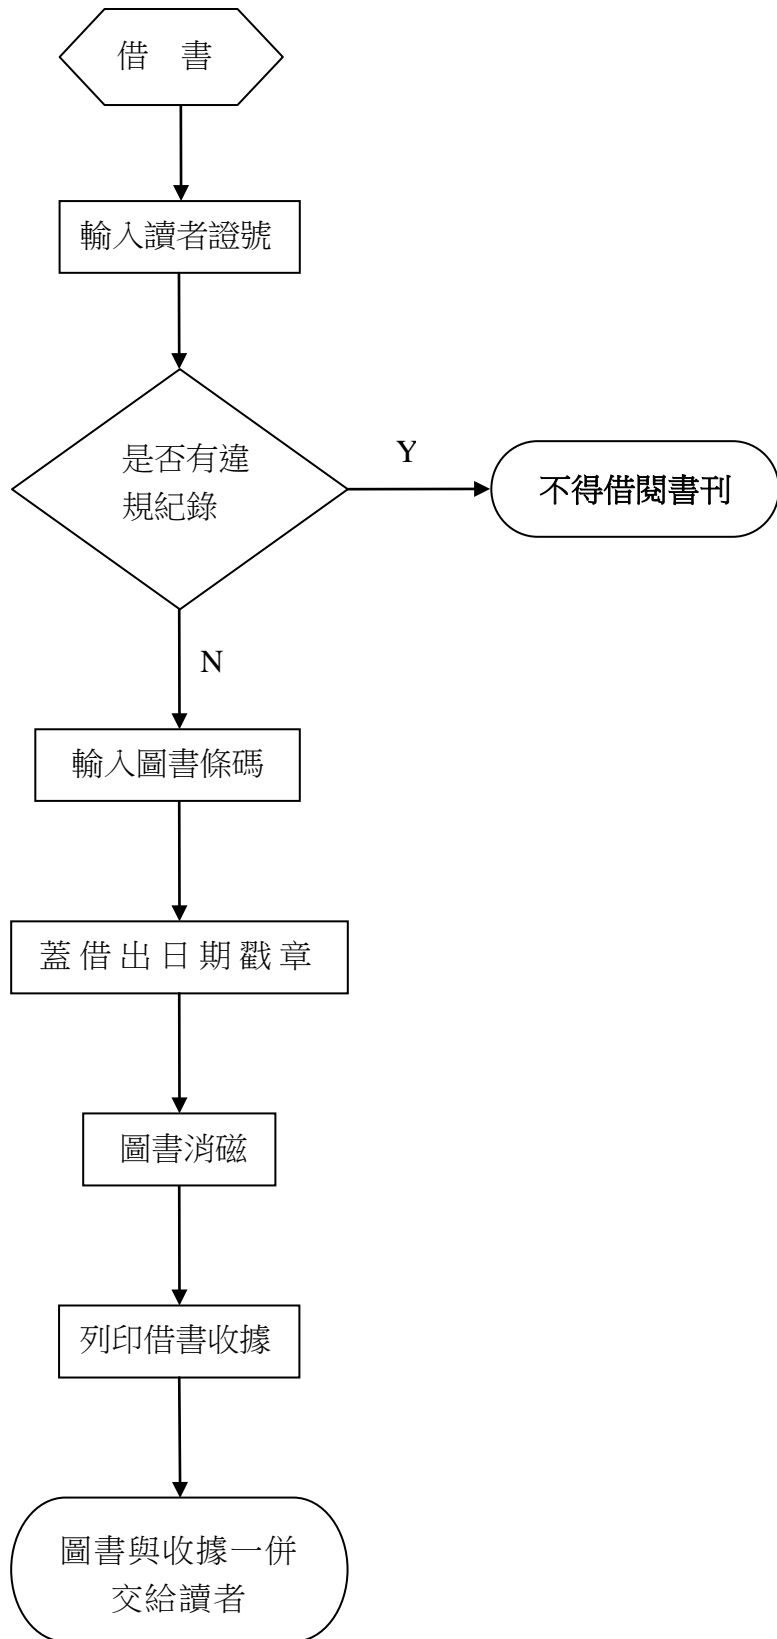 借　書
輸入讀者證號
是否有違
規紀錄
Y
不得借閱書刊
N
輸入圖書條碼
蓋借出日期戳章
圖書消磁
列印借書收據
圖書與收據一併
交給讀者